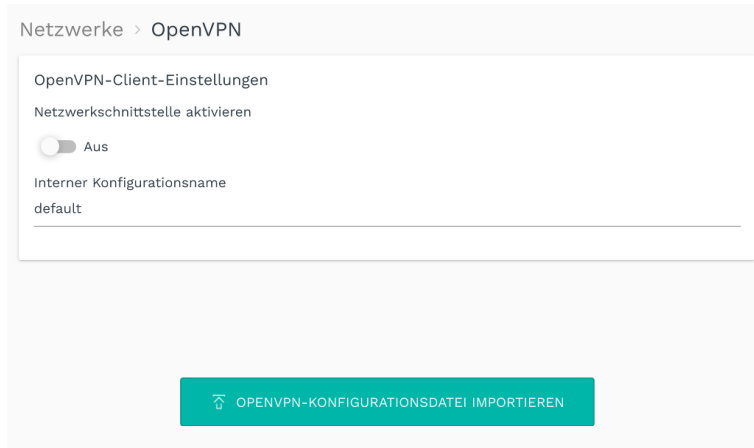 Netzwerke > OpenVPN
OpenVPN-Client-Einstellungen
Netzwerkschnittstelle aktivieren
Aus
Interner Konfigurationsname
default
OPENVPN-KONFIGURATIONSDATEI IMPORTIEREN